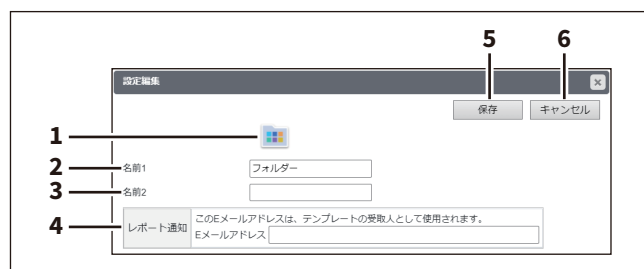 5 6
設定編集
保存 キャンセル
1
2 名前1 フォルダー
3 名前2
4 レポート通知 このEメールアドレスは、テンプレートの受取人として使用されます。
Eメールアドレス